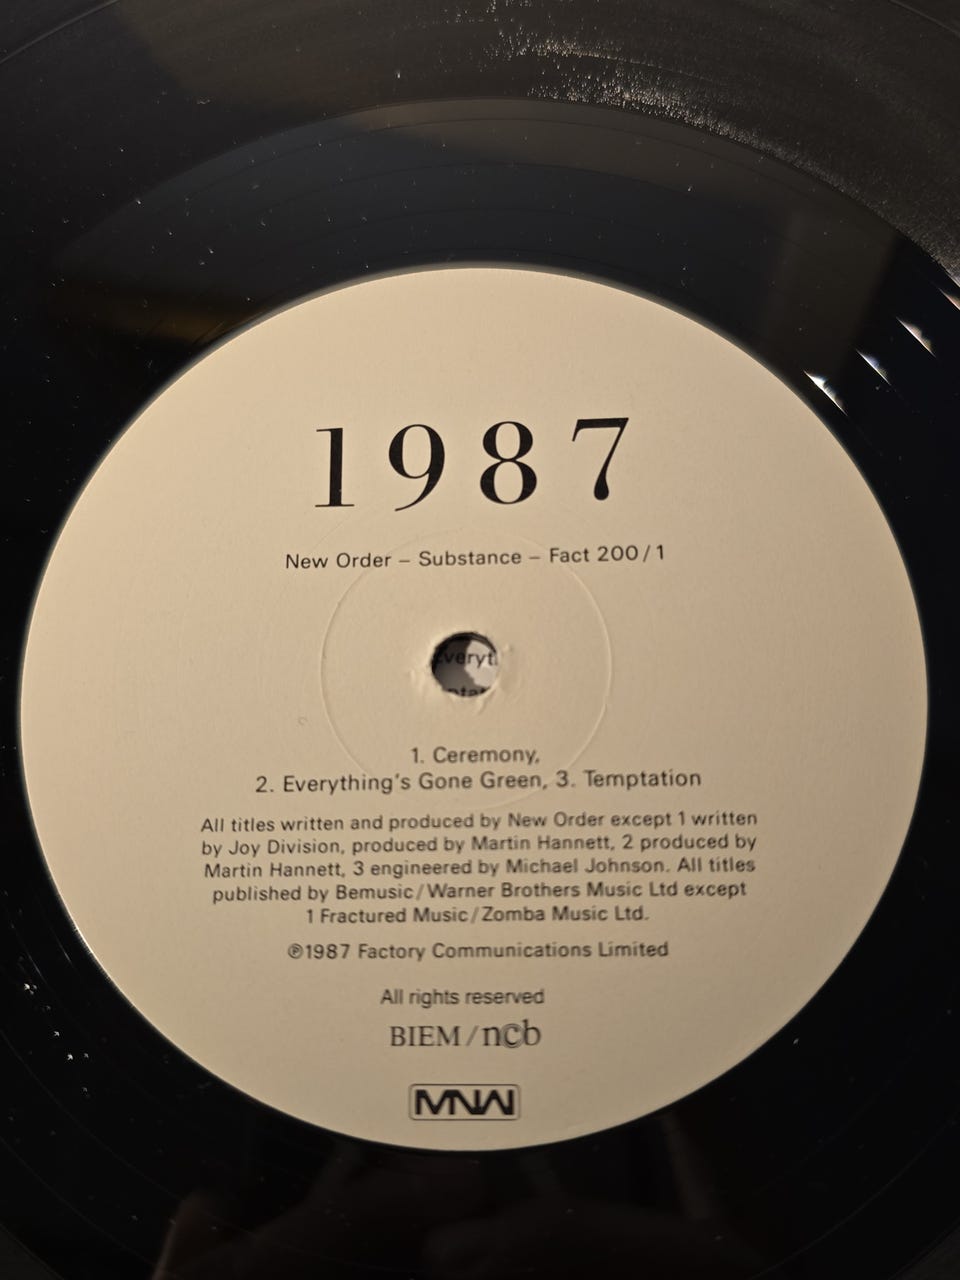 1987
New Order – Substance – Fact 200/1
Everyt
1. Ceremony,
2. Everything's Gone Green, 3. Temptation
All titles written and produced by New Order except 1 written
by Joy Division, produced by Martin Hannett, 2 produced by
Martin Hannett, 3 engineered by Michael Johnson. All titles
published by Bemusic/Warner Brothers Music Ltd except
1 Fractured Music/Zomba Music Ltd.
℗1987 Factory Communications Limited
All rights reserved
BIEM/ncb
MNW